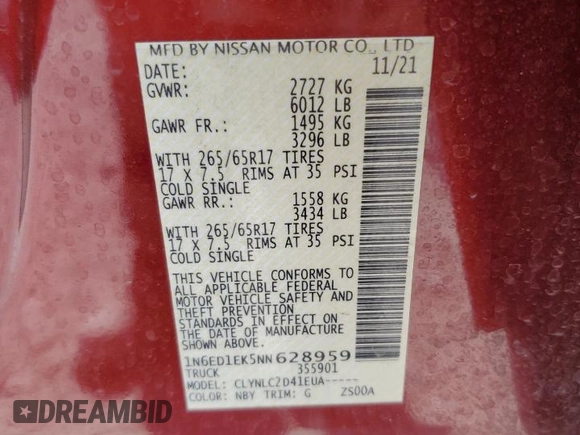 MFD BY NISSAN MOTOR CO., LTD
DATE: 11/21
GVWR: 2727 KG
6012 LB
GAWR FR.: 1495 KG
3296 LB
WITH 265/65R17 TIRES
17 X 7.5 RIMS AT 35 PSI
COLD SINGLE
GAWR RR.: 1558 KG
3434 LB
WITH 265/65R17 TIRES
17 X 7.5 RIMS AT 35 PSI
COLD SINGLE
THIS VEHICLE CONFORMS TO
ALL APPLICABLE FEDERAL
MOTOR VEHICLE SAFETY AND
THEFT PREVENTION
STANDARDS IN EFFECT ON
THE DATE OF MANUFACTURE
1N6ED1EK5NN628959
TRUCK 355901
MODEL: CLYNLC2D41EUA-----
COLOR: NBY TRIM: G ZS00A
DREAMBID